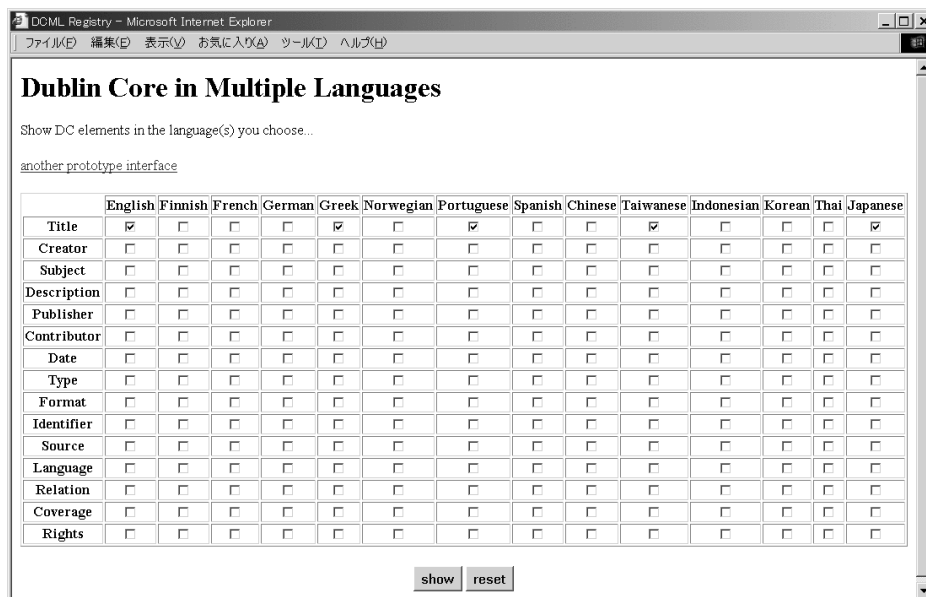 DCML Registry - Microsoft Internet Explorer
ファイル(F) 編集(E) 表示(V) お気に入り(A) ツール(T) ヘルプ(H)
Dublin Core in Multiple Languages
Show DC elements in the language(s) you choose...
another prototype interface
English Finnish French German Greek Norwegian Portuguese Spanish Chinese Taiwanese Indonesian Korean Thai Japanese
Title
Creator
Subject
Description
Publisher
Contributor
Date
Type
Format
Identifier
Source
Language
Relation
Coverage
Rights
show reset